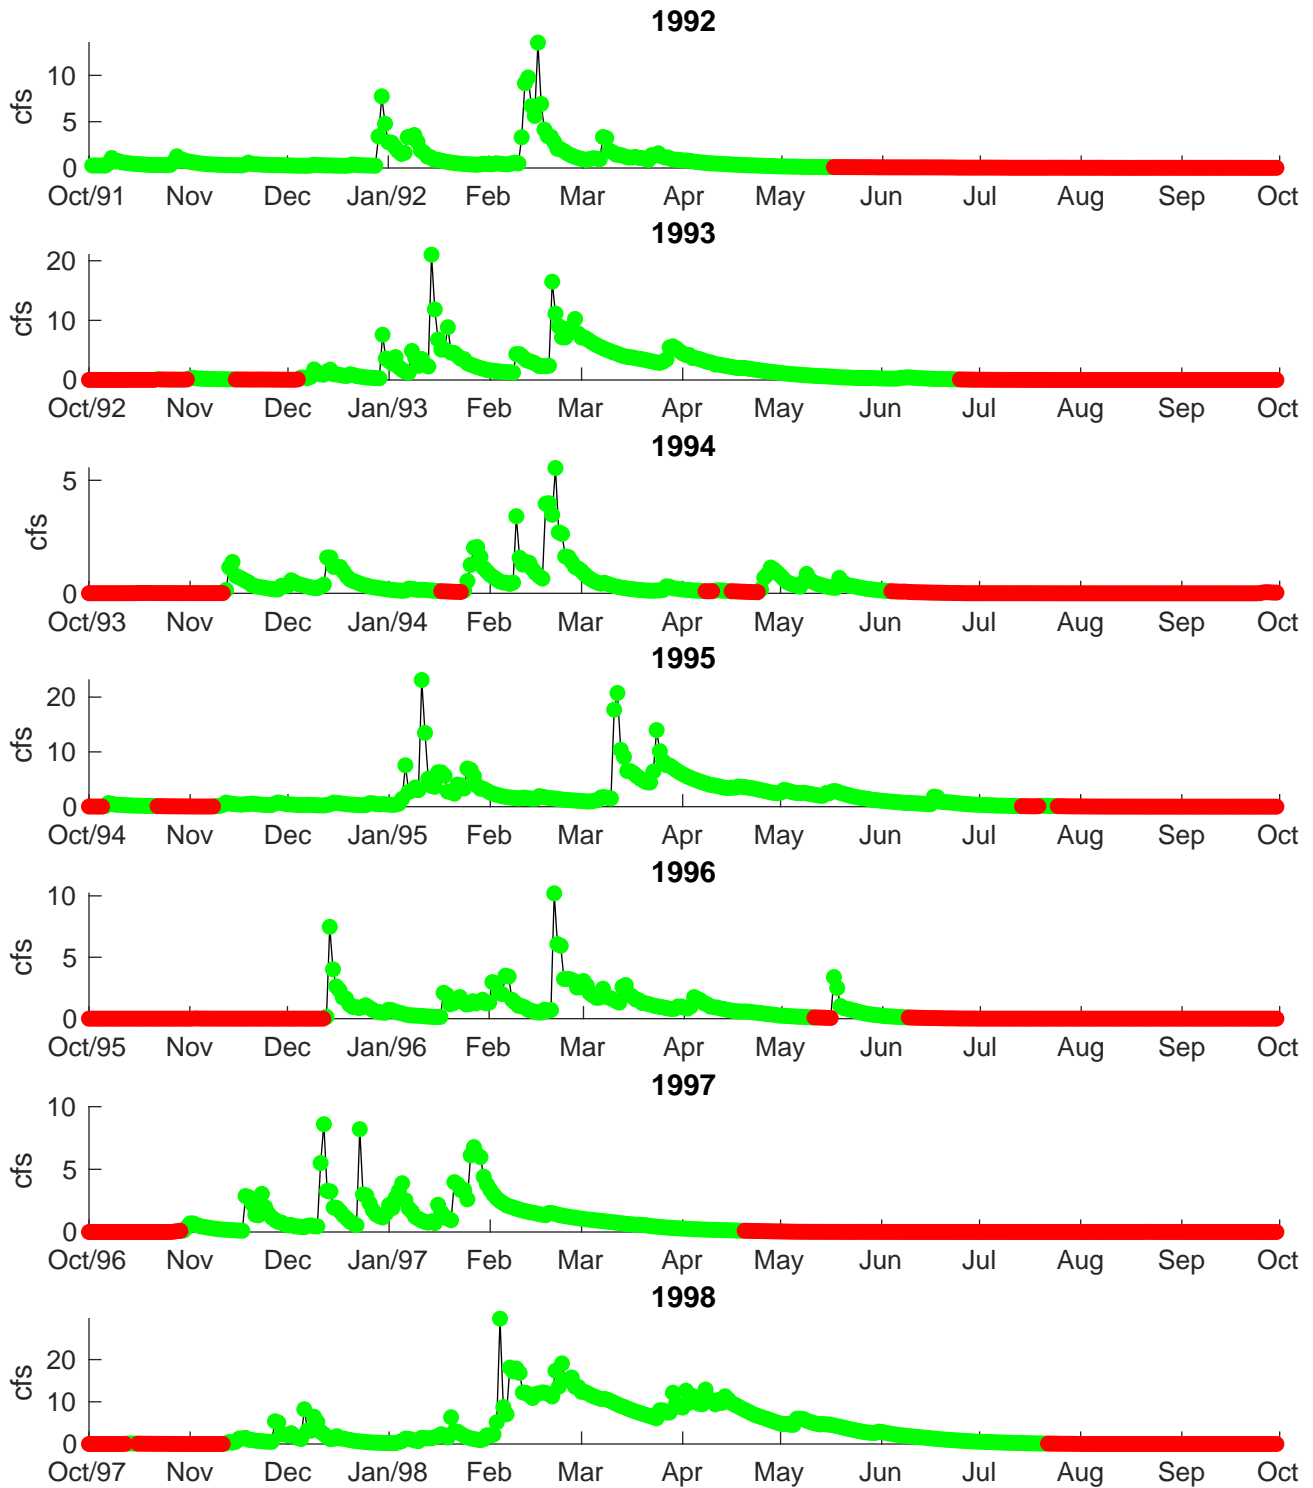 1992
10
5
0
cfs
Oct/91 Nov Dec Jan/92 Feb Mar Apr May Jun Jul Aug Sep Oct
1993
20
10
0
cfs
Oct/92 Nov Dec Jan/93 Feb Mar Apr May Jun Jul Aug Sep Oct
1994
5
0
cfs
Oct/93 Nov Dec Jan/94 Feb Mar Apr May Jun Jul Aug Sep Oct
1995
20
10
0
cfs
Oct/94 Nov Dec Jan/95 Feb Mar Apr May Jun Jul Aug Sep Oct
1996
10
5
0
cfs
Oct/95 Nov Dec Jan/96 Feb Mar Apr May Jun Jul Aug Sep Oct
1997
10
5
0
cfs
Oct/96 Nov Dec Jan/97 Feb Mar Apr May Jun Jul Aug Sep Oct
1998
20
10
0
cfs
Oct/97 Nov Dec Jan/98 Feb Mar Apr May Jun Jul Aug Sep Oct